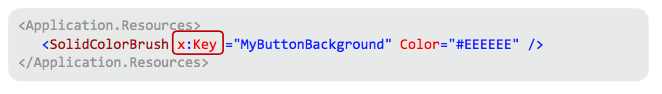 <Application.Resources>
<SolidColorBrush x:Key="MyButtonBackground" Color="#EEEEEE" />
</Application.Resources>